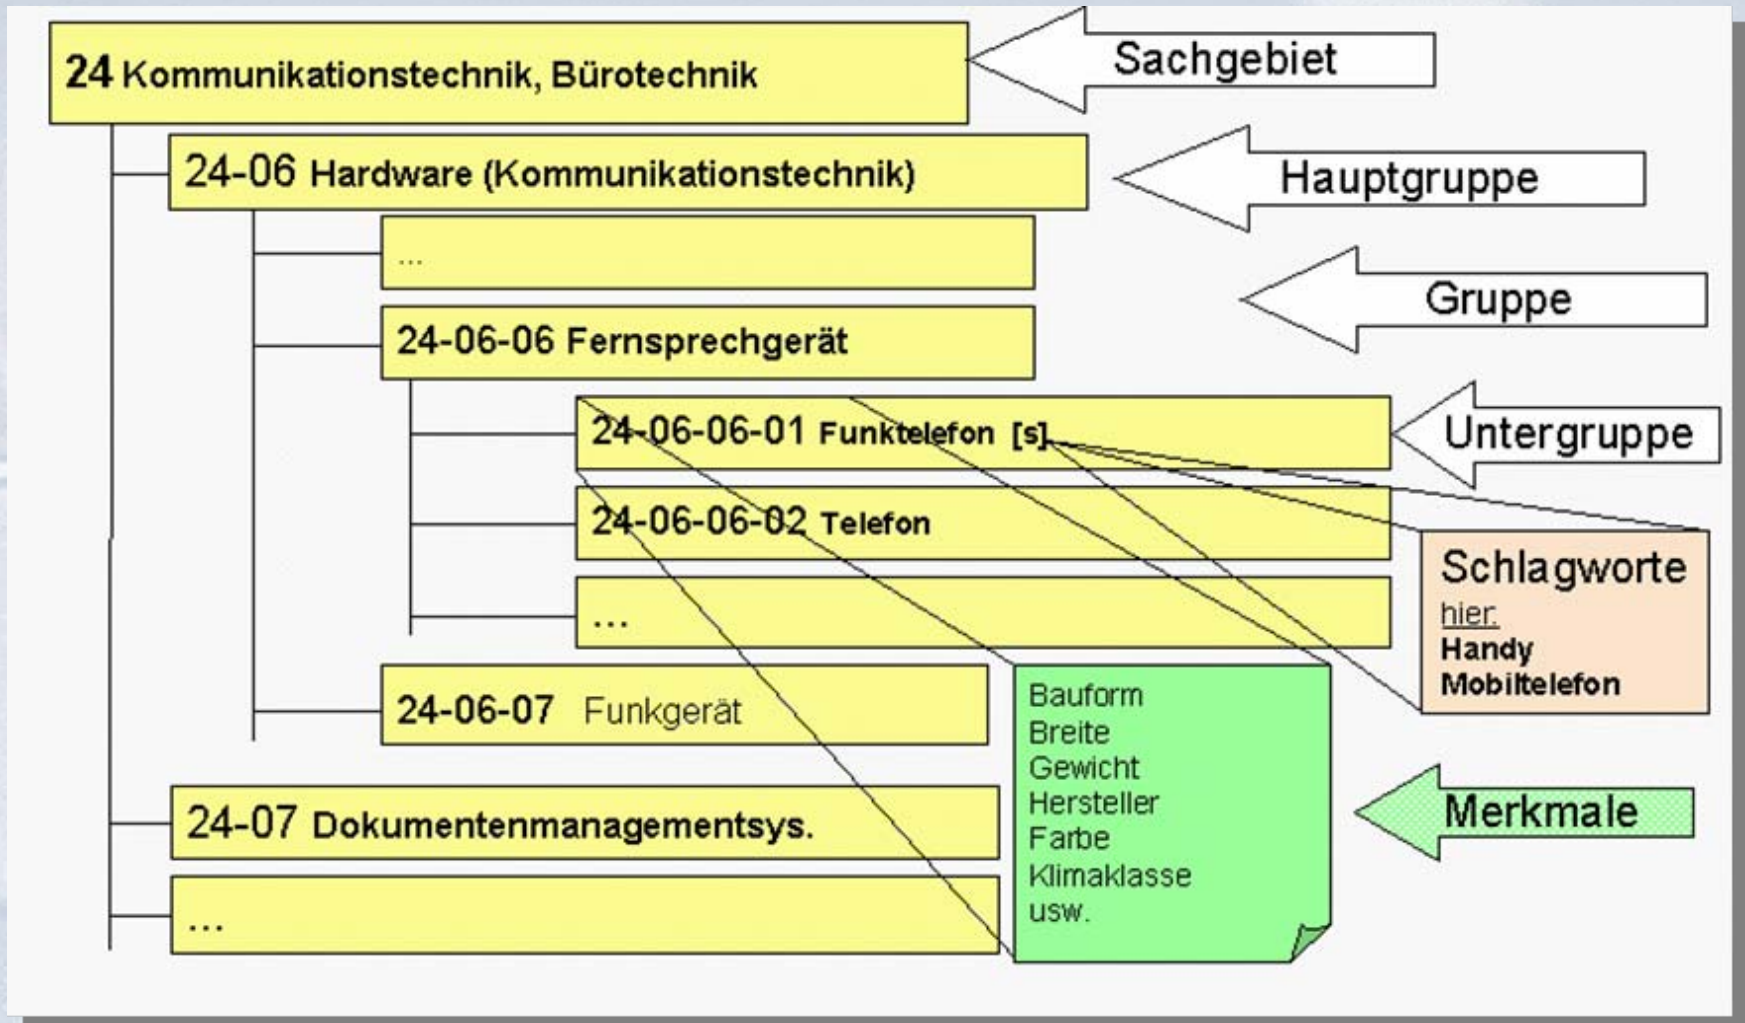 24 Kommunikationstechnik, Bürotechnik
Sachgebiet
24-06 Hardware (Kommunikationstechnik)
Hauptgruppe
...
Gruppe
24-06-06 Fernsprechgerät
24-06-06-01 Funktelefon [s]
Untergruppe
24-06-06-02 Telefon
...
Schlagworte
hier:
Handy
Mobiltelefon
24-06-07 Funkgerät
Bauform
Breite
Gewicht
Hersteller
Farbe
Klimaklasse
usw.
Merkmale
24-07 Dokumentenmanagementsys.
...